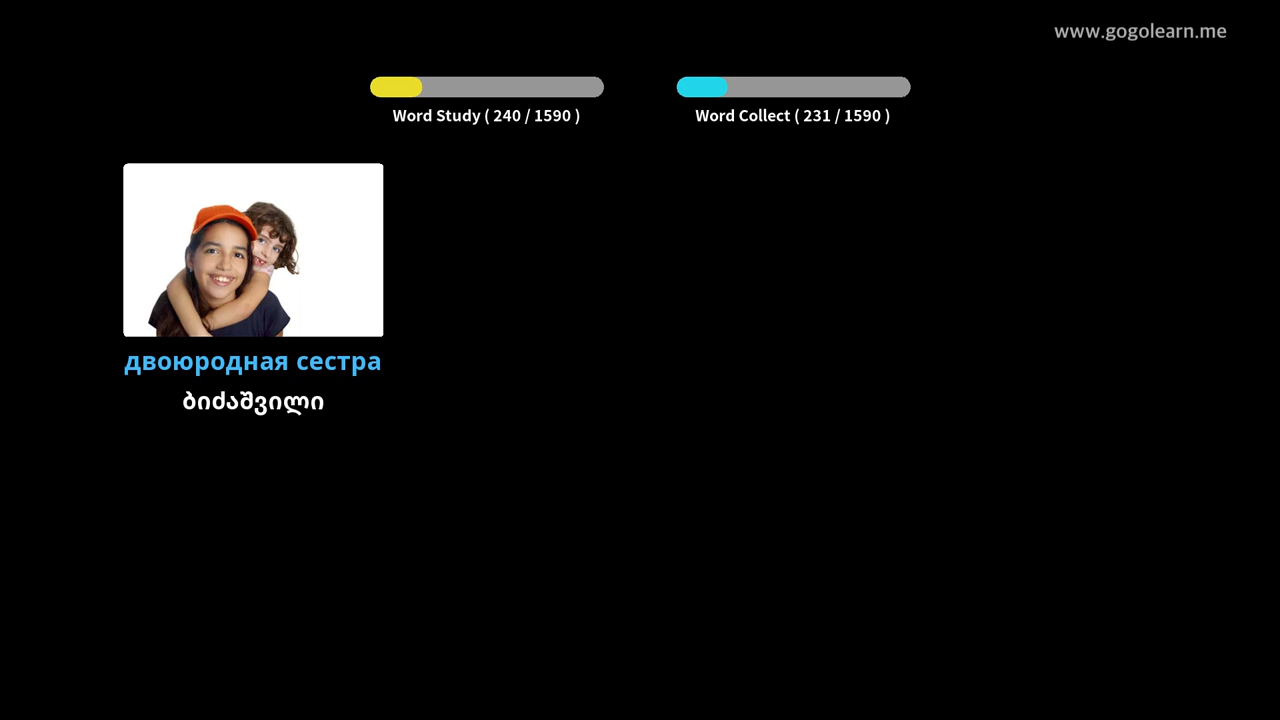 www.gogolearn.me
Word Study ( 240 / 1590 )
Word Collect ( 231 / 1590 )
двоюродная сестра
ბიძაშვილი